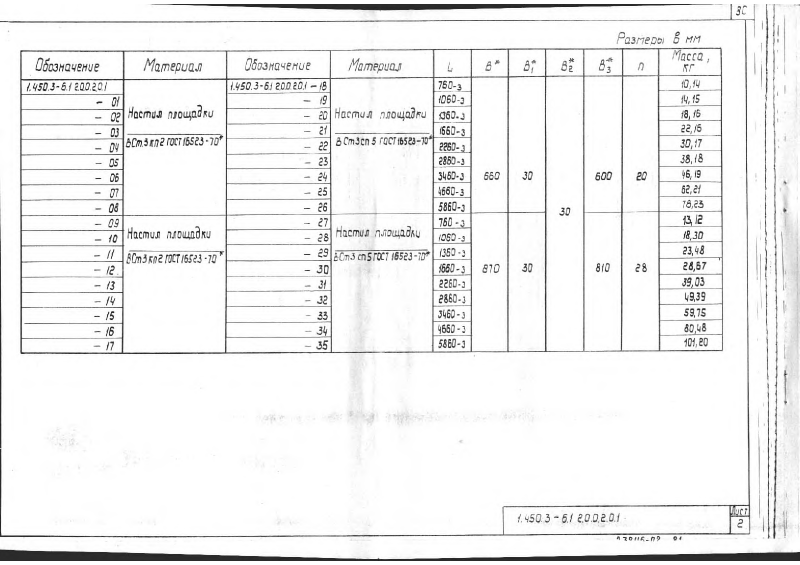 3С
Размеры в мм
Обозначение Материал Обозначение Материал L В* В₁* В₂* В₃* n Масса, кг
1.450.3-6.1 2.0.0.2.0.1 1.450.3-6.1 2.0.0.2.0.1 -18 760-3 10,14
-01 -19 1060-3 14,15
-02 Настил площадки -20 Настил площадки 1360-3 18,16
-03 -21 1660-3 22,16
-04 ВСт3кп2 ГОСТ 16523-70* -22 ВСт3сп5 ГОСТ 16523-70* 2260-3 30,17
-05 -23 2860-3 38,18
-06 -24 3460-3 660 30 600 20 46,19
-07 -25 4660-3 62,21
-08 -26 5860-3 78,23
30
-09 Настил площадки -27 Настил площадки 760-3 13,12
-10 -28 1060-3 18,30
-11 ВСт3кп2 ГОСТ 16523-70* -29 ВСт3сп5 ГОСТ 16523-70* 1360-3 23,48
-12 -30 1660-3 870 30 810 28 28,67
-13 -31 2260-3 39,03
-14 -32 2860-3 49,39
-15 -33 3460-3 59,75
-16 -34 4660-3 80,48
-17 -35 5860-3 101,20
1.450.3-6.1 2.0.0.2.0.1
Лист
2